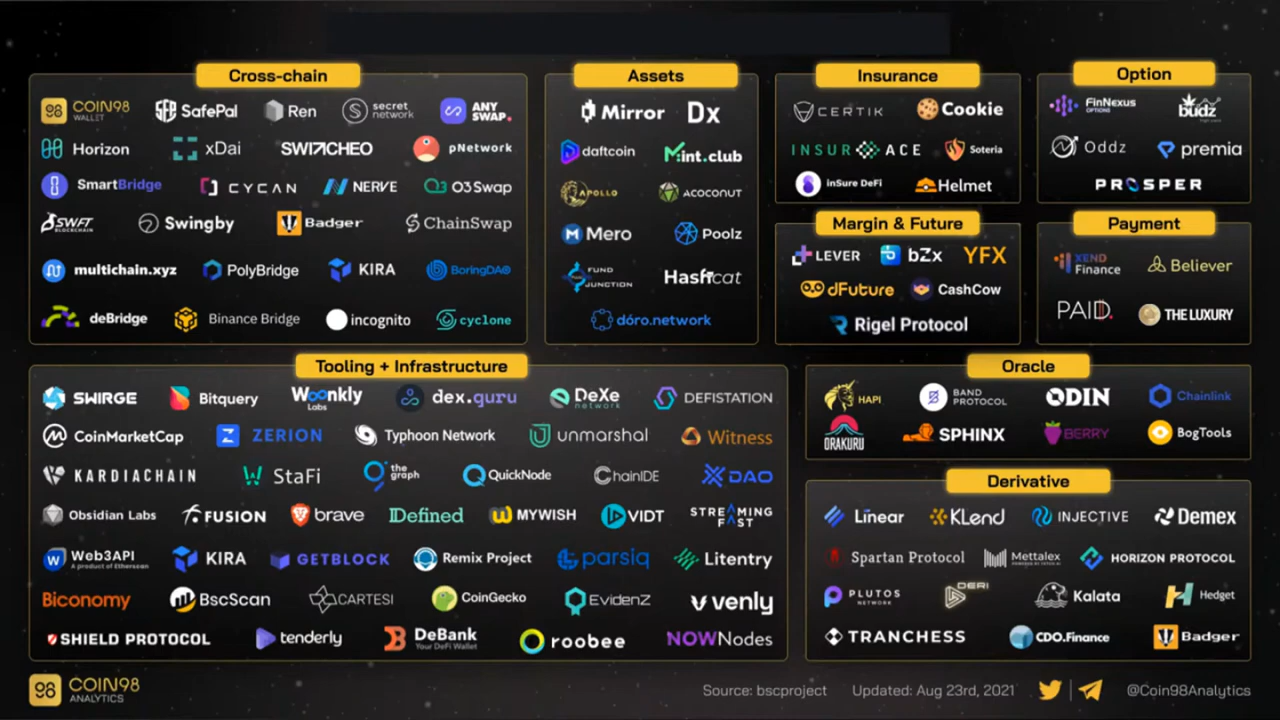 Cross-chain
COIN98 WALLET
SafePal
Ren
secret network
ANY SWAP.
Horizon
xDai
SWITCHEO
pNetwork
SmartBridge
CYCAN
NERVE
O3Swap
SWFT BLOCKCHAIN
Swingby
Badger
ChainSwap
multichain.xyz
PolyBridge
KIRA
BoringDAO
deBridge
Binance Bridge
incognito
cyclone
Assets
Mirror
Dx
daftcoin
Mint.club
APOLLO
ACOCONUT
Mero
Poolz
FUND JUNCTION
Hashcat
dóro.network
Insurance
CERTIK
Cookie
INSUR ACE
Soteria
inSure DeFi
Helmet
Option
FinNexus OPTIONS
budz
Oddz
premia
PROSPER
Margin & Future
LEVER
bZx
YFX
dFuture
CashCow
Rigel Protocol
Payment
XEND Finance
Believer
PAID.
THE LUXURY
Tooling + Infrastructure
SWIRGE
Bitquery
Woonkly Labs
dex.guru
DeXe network
DEFISTATION
CoinMarketCap
ZERION
Typhoon Network
unmarshal
Witness
KARDIACHAIN
StaFi
the graph
QuickNode
ChainIDE
DAO
Obsidian Labs
FUSION
brave
Defined
MYWISH
VIDT
STREAMING FAST
Web3API
A product of Etherscan
KIRA
GETBLOCK
Remix Project
parsiq
Litentry
Biconomy
BscScan
CARTESI
CoinGecko
EvidenZ
venly
SHIELD PROTOCOL
tenderly
DeBank
Your DeFi Wallet
roobee
NOWNodes
Oracle
HAPI
BAND PROTOCOL
ODIN
Chainlink
ORAKURU
SPHINX
BERRY
BogTools
Derivative
Linear
KLend
INJECTIVE
Demex
Spartan Protocol
Mettalex
HORIZON PROTOCOL
PLUTOS NETWORK
DERI
Kalata
Hedget
TRANCHESS
CDO.Finance
Badger
98 COIN98 ANALYTICS
Source: bscproject
Updated: Aug 23rd, 2021
@Coin98Analytics